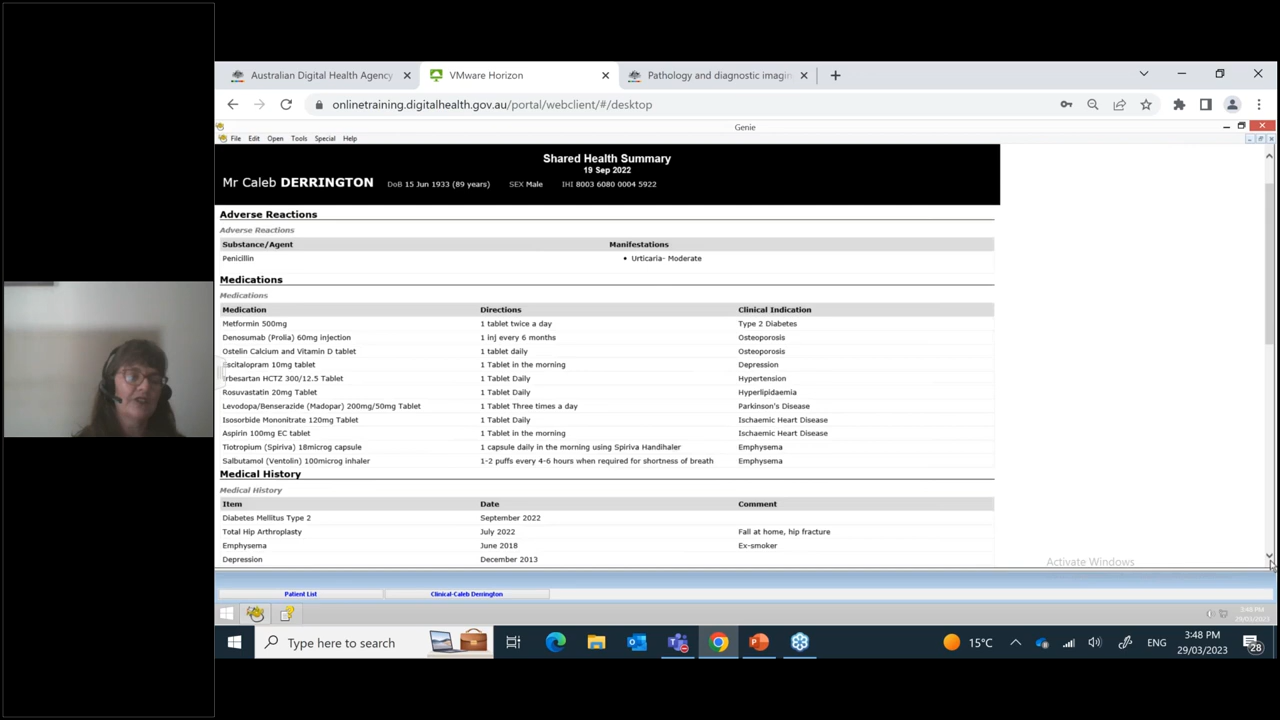 Australian Digital Health Agency
VMware Horizon
Pathology and diagnostic imagin
onlinetraining.digitalhealth.gov.au/portal/webclient/#/desktop
Genie
File Edit Open Tools Special Help
Shared Health Summary
19 Sep 2022
Mr Caleb DERRINGTON DoB 15 Jun 1933 (89 years) SEX Male IHI 8003 6080 0004 5922
Adverse Reactions
Adverse Reactions
Substance/Agent Manifestations
Penicillin • Urticaria- Moderate
Medications
Medications
Medication Directions Clinical Indication
Metformin 500mg 1 tablet twice a day Type 2 Diabetes
Denosumab (Prolia) 60mg injection 1 inj every 6 months Osteoporosis
Ostelin Calcium and Vitamin D tablet 1 tablet daily Osteoporosis
Escitalopram 10mg tablet 1 Tablet in the morning Depression
Irbesartan HCTZ 300/12.5 Tablet 1 Tablet Daily Hypertension
Rosuvastatin 20mg Tablet 1 Tablet Daily Hyperlipidaemia
Levodopa/Benserazide (Madopar) 200mg/50mg Tablet 1 Tablet Three times a day Parkinson's Disease
Isosorbide Mononitrate 120mg Tablet 1 Tablet Daily Ischaemic Heart Disease
Aspirin 100mg EC tablet 1 Tablet in the morning Ischaemic Heart Disease
Tiotropium (Spiriva) 18microg capsule 1 capsule daily in the morning using Spiriva Handihaler Emphysema
Salbutamol (Ventolin) 100microg inhaler 1-2 puffs every 4-6 hours when required for shortness of breath Emphysema
Medical History
Medical History
Item Date Comment
Diabetes Mellitus Type 2 September 2022
Total Hip Arthroplasty July 2022 Fall at home, hip fracture
Emphysema June 2018 Ex-smoker
Depression December 2013
Activate Windows
Patient List Clinical-Caleb Derrington
3:48 PM
29/03/2023
Type here to search
15°C
ENG
3:48 PM
29/03/2023
28